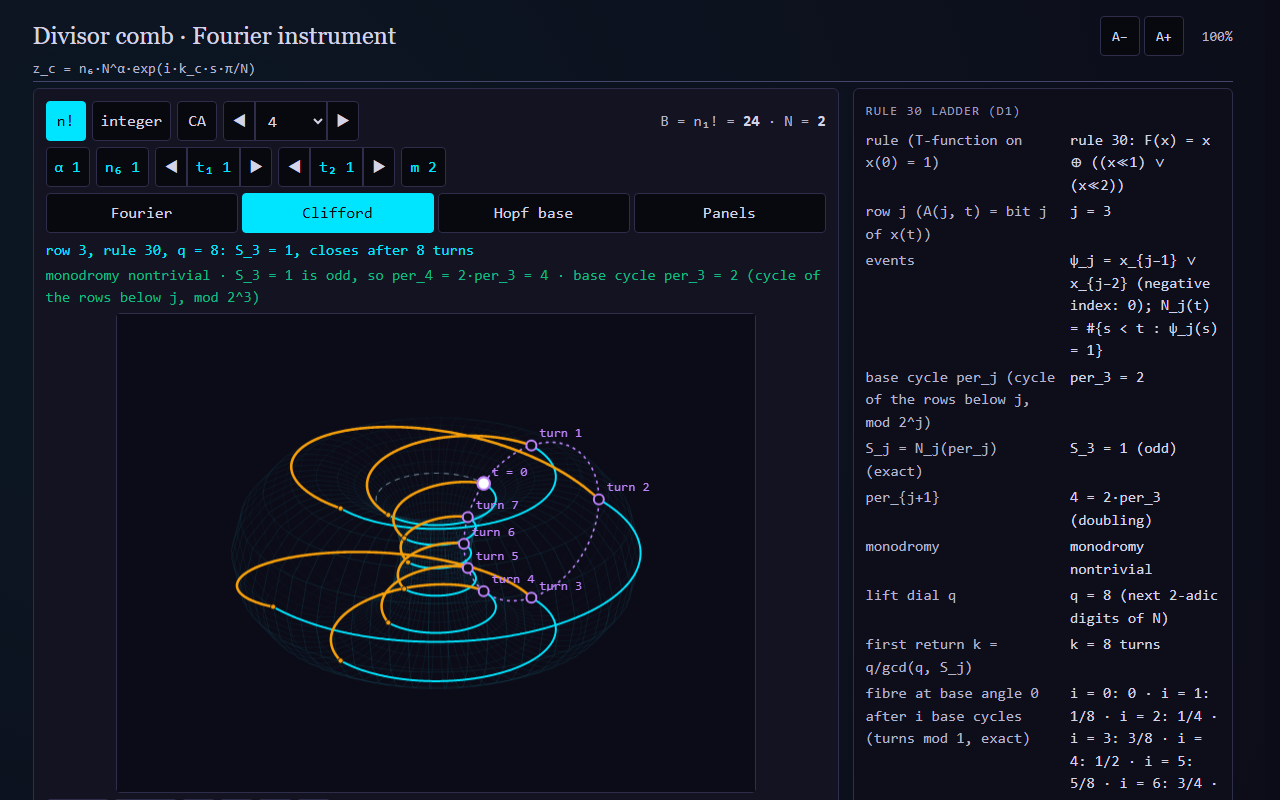 Divisor comb · Fourier instrument
A− A+ 100%
z_c = n₆·N^α·exp(i·k_c·s·π/N)
n! integer CA ◀ 4 ▶ B = n₁! = 24 · N = 2
α 1 n₆ 1 ◀ t₁ 1 ▶ ◀ t₂ 1 ▶ m 2
Fourier Clifford Hopf base Panels
row 3, rule 30, q = 8: S_3 = 1, closes after 8 turns
monodromy nontrivial · S_3 = 1 is odd, so per_4 = 2·per_3 = 4 · base cycle per_3 = 2 (cycle of
the rows below j, mod 2^3)
turn 1
t = 0
turn 2
turn 7
turn 6
turn 5
turn 4
turn 3
RULE 30 LADDER (D1)
rule (T-function on
x(0) = 1)
rule 30: F(x) = x
⊕ ((x≪1) ∨
(x≪2))
row j (A(j, t) = bit j
of x(t))
j = 3
events
ψ_j = x_{j−1} ∨
x_{j−2} (negative
index: 0); N_j(t)
= #{s < t : ψ_j(s)
= 1}
base cycle per_j (cycle
of the rows below j,
mod 2^j)
per_3 = 2
S_j = N_j(per_j)
(exact)
S_3 = 1 (odd)
per_{j+1}
4 = 2·per_3
(doubling)
monodromy
monodromy
nontrivial
lift dial q
q = 8 (next 2-adic
digits of N)
first return k =
q/gcd(q, S_j)
k = 8 turns
fibre at base angle 0
after i base cycles
(turns mod 1, exact)
i = 0: 0 · i = 1:
1/8 · i = 2: 1/4 ·
i = 3: 3/8 · i =
4: 1/2 · i = 5:
5/8 · i = 6: 3/4 ·